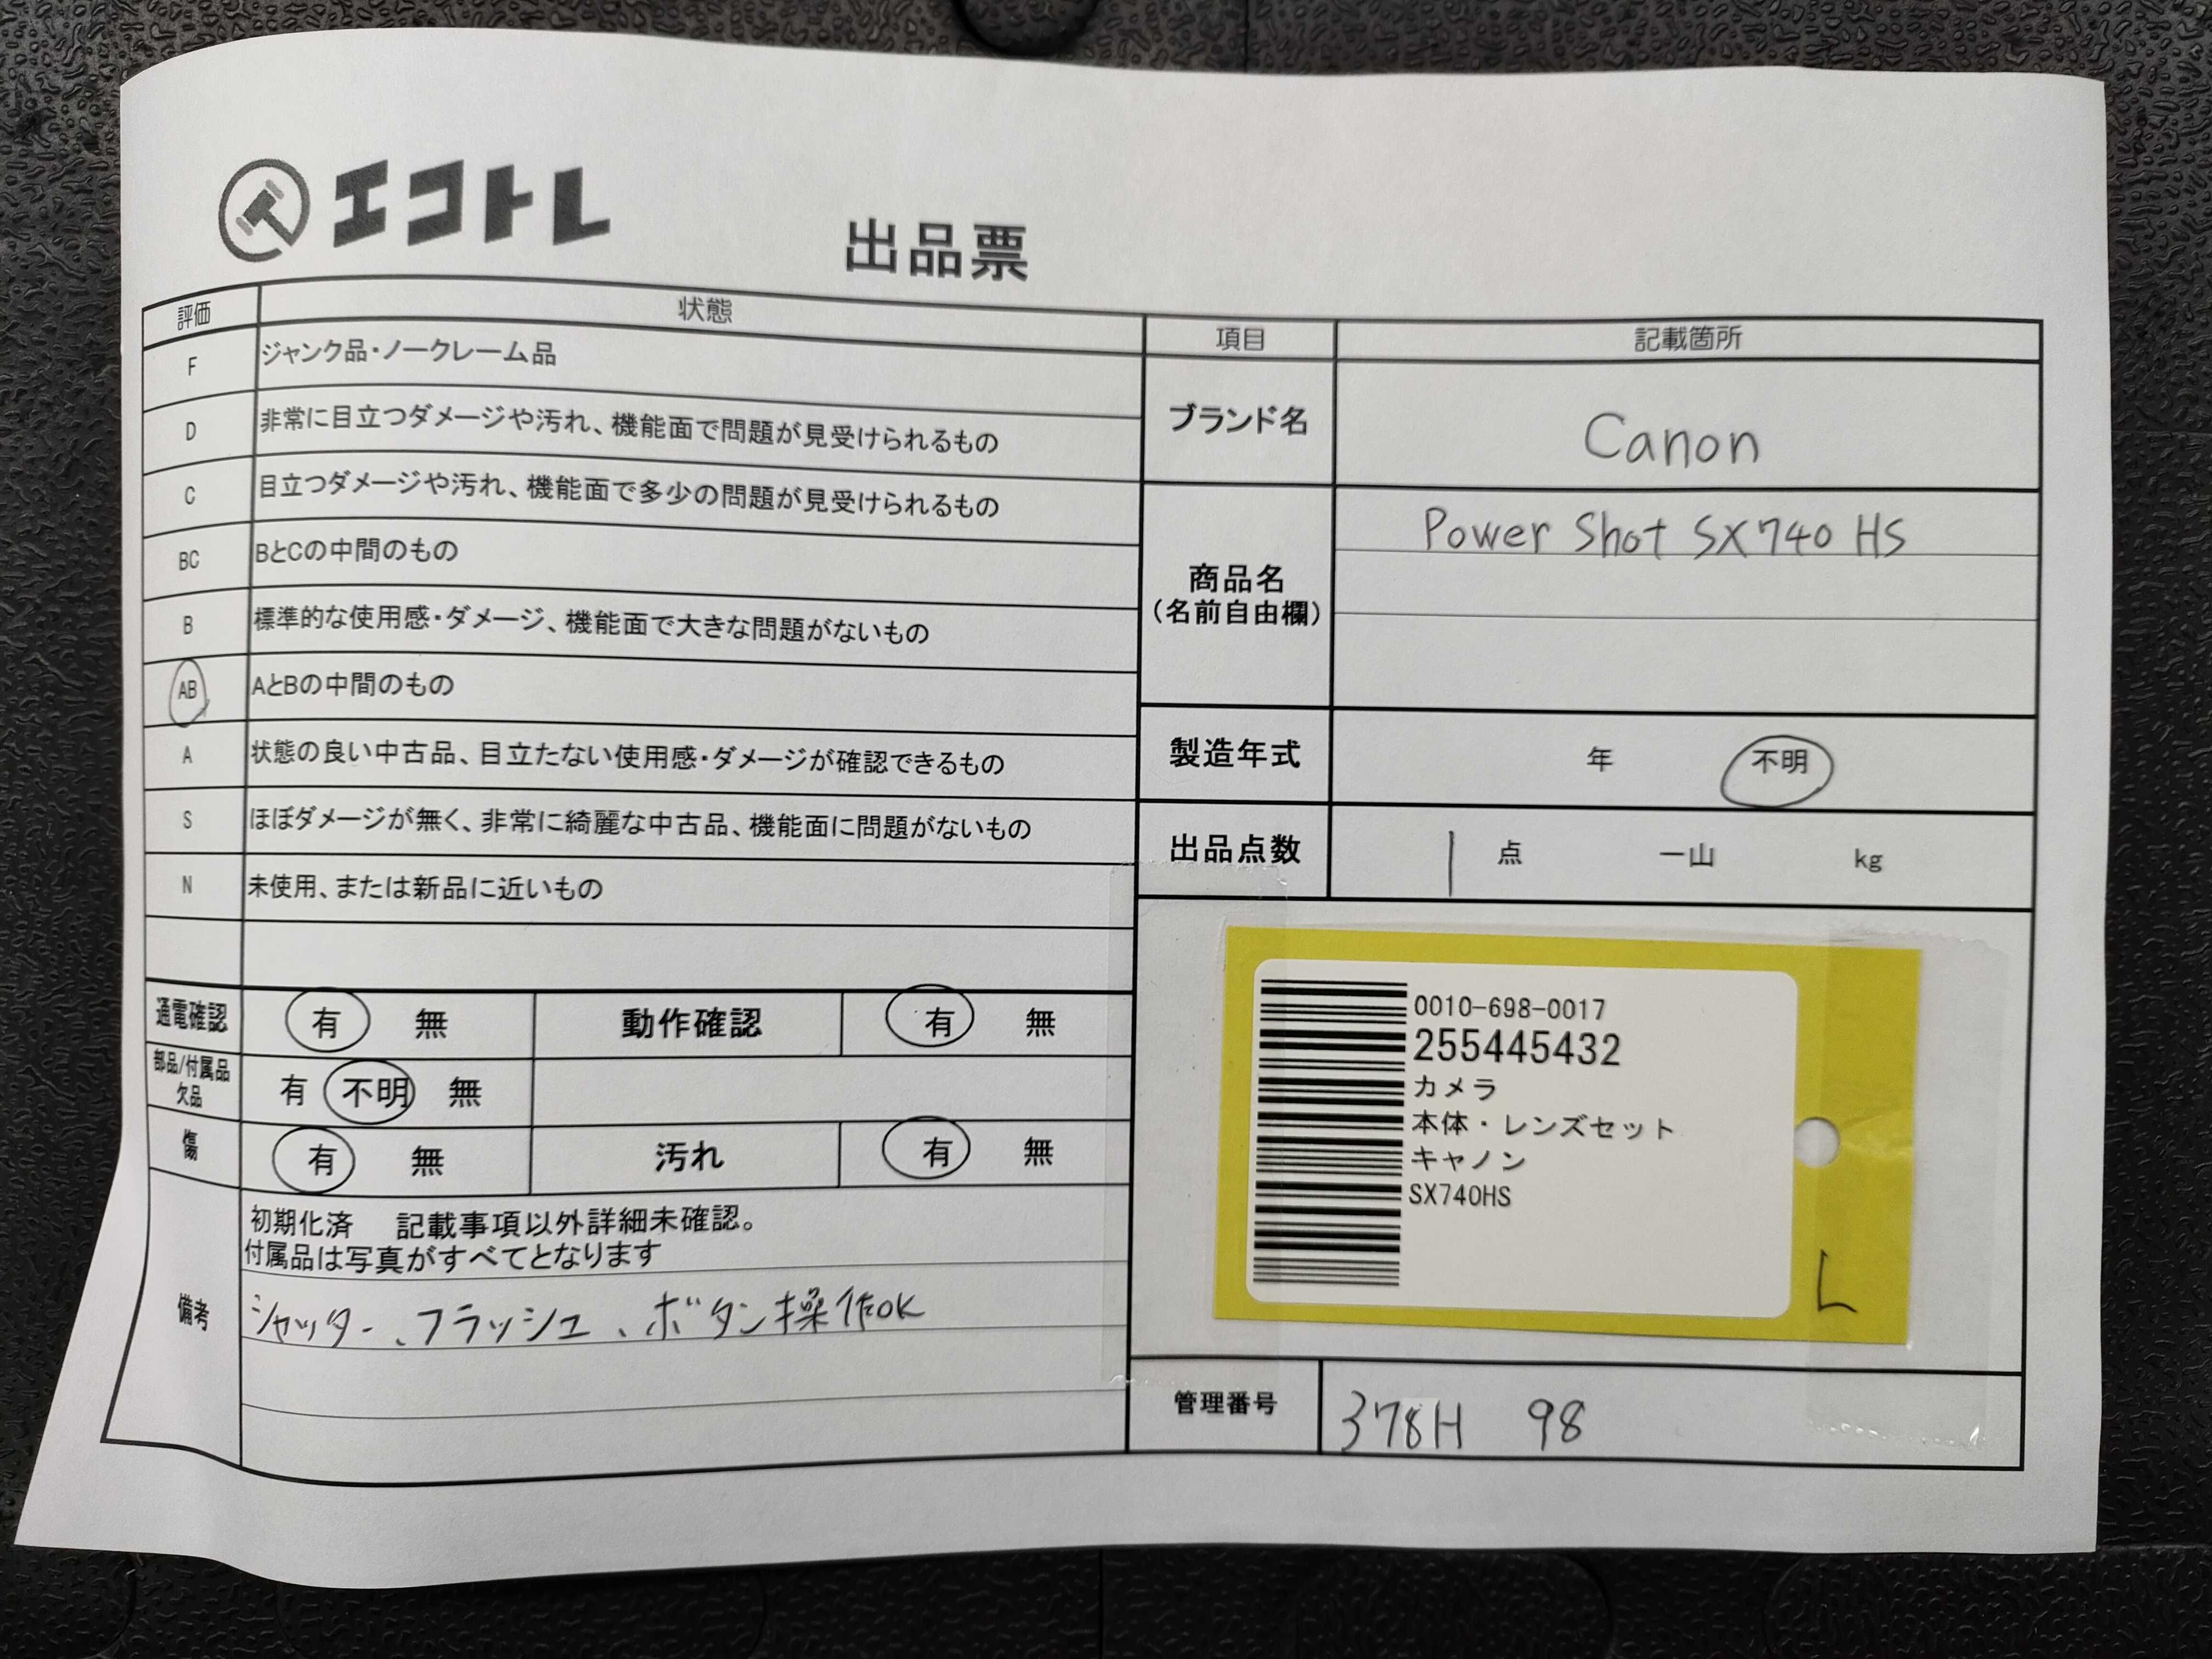 エコトレ
出品票
評価 状態
F ジャンク品・ノークレーム品
D 非常に目立つダメージや汚れ、機能面で問題が見受けられるもの
C 目立つダメージや汚れ、機能面で多少の問題が見受けられるもの
BC BとCの中間のもの
B 標準的な使用感・ダメージ、機能面で大きな問題がないもの
AB AとBの中間のもの
A 状態の良い中古品、目立たない使用感・ダメージが確認できるもの
S ほぼダメージが無く、非常に綺麗な中古品、機能面に問題がないもの
N 未使用、または新品に近いもの
通電確認 有 無 動作確認 有 無
部品/付属品
欠品 有 不明 無
傷 有 無 汚れ 有 無
備考
初期化済 記載事項以外詳細未確認。
付属品は写真がすべてとなります
シャッター、フラッシュ、ボタン操作OK
項目 記載箇所
ブランド名 Canon
商品名
(名前自由欄)
Power Shot SX740 HS
製造年式 年 不明
出品点数 1 点 一山 kg
0010-698-0017
255445432
カメラ
本体・レンズセット
キャノン
SX740HS
L
管理番号 378H 98